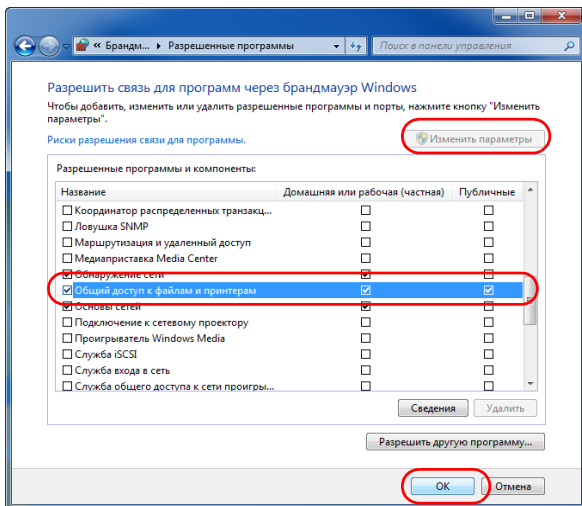 « Брандм... ▸ Разрешенные программы
Поиск в панели управления
Разрешить связь для программ через брандмауэр Windows
Чтобы добавить, изменить или удалить разрешенные программы и порты, нажмите кнопку "Изменить
параметры".
Риски разрешения связи для программы.
Изменить параметры
Разрешенные программы и компоненты:
Название Домашняя или рабочая (частная) Публичные
Координатор распределенных транзакц...
Ловушка SNMP
Маршрутизация и удаленный доступ
Медиаприставка Media Center
Обнаружение сети
Общий доступ к файлам и принтерам
Основы сетей
Подключение к сетевому проектору
Проигрыватель Windows Media
Служба iSCSI
Служба входа в сеть
Служба общего доступа к сети проигры...
Сведения Удалить
Разрешить другую программу...
ОК Отмена